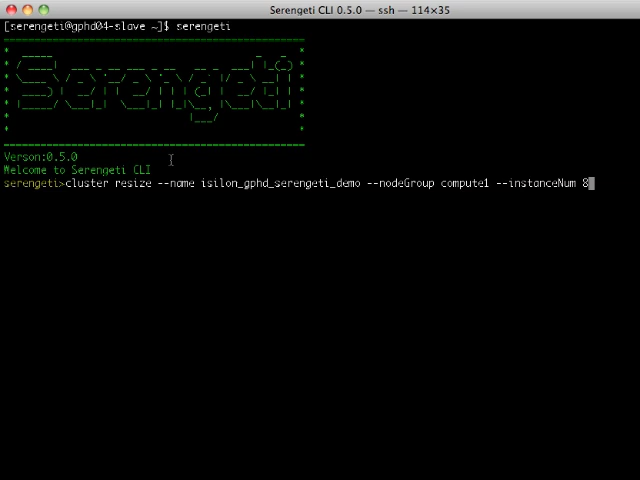 Serengeti CLI 0.5.0 — ssh — 114×35
[serengeti@gphd04-slave ~]$ serengeti
Serengeti
Verson:0.5.0
Welcome to Serengeti CLI
serengeti>cluster resize --name isilon_gphd_serengeti_demo --nodeGroup compute1 --instanceNum 8